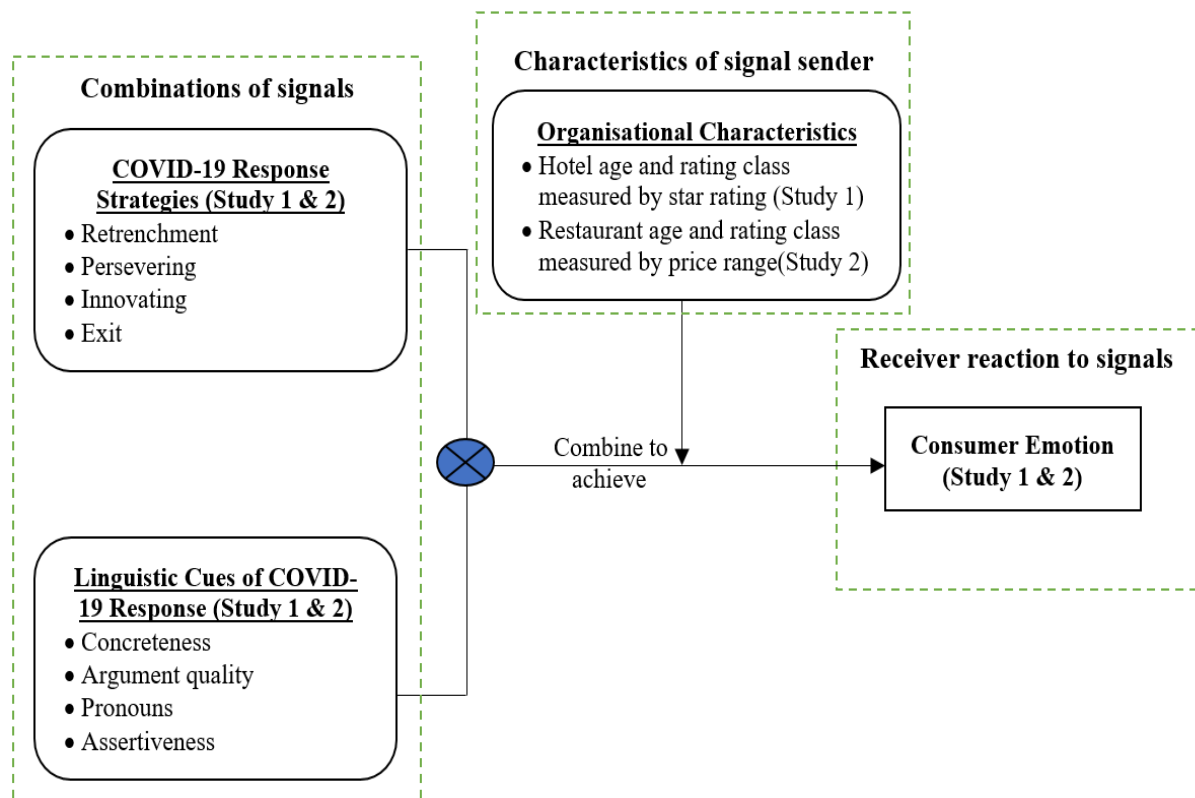 Combinations of signals
COVID-19 Response
Strategies (Study 1 & 2)
• Retrenchment
• Persevering
• Innovating
• Exit
Linguistic Cues of COVID-
19 Response (Study 1 & 2)
• Concreteness
• Argument quality
• Pronouns
• Assertiveness
Characteristics of signal sender
Organisational Characteristics
• Hotel age and rating class
measured by star rating (Study 1)
• Restaurant age and rating class
measured by price range(Study 2)
Combine to
achieve
Receiver reaction to signals
Consumer Emotion
(Study 1 & 2)